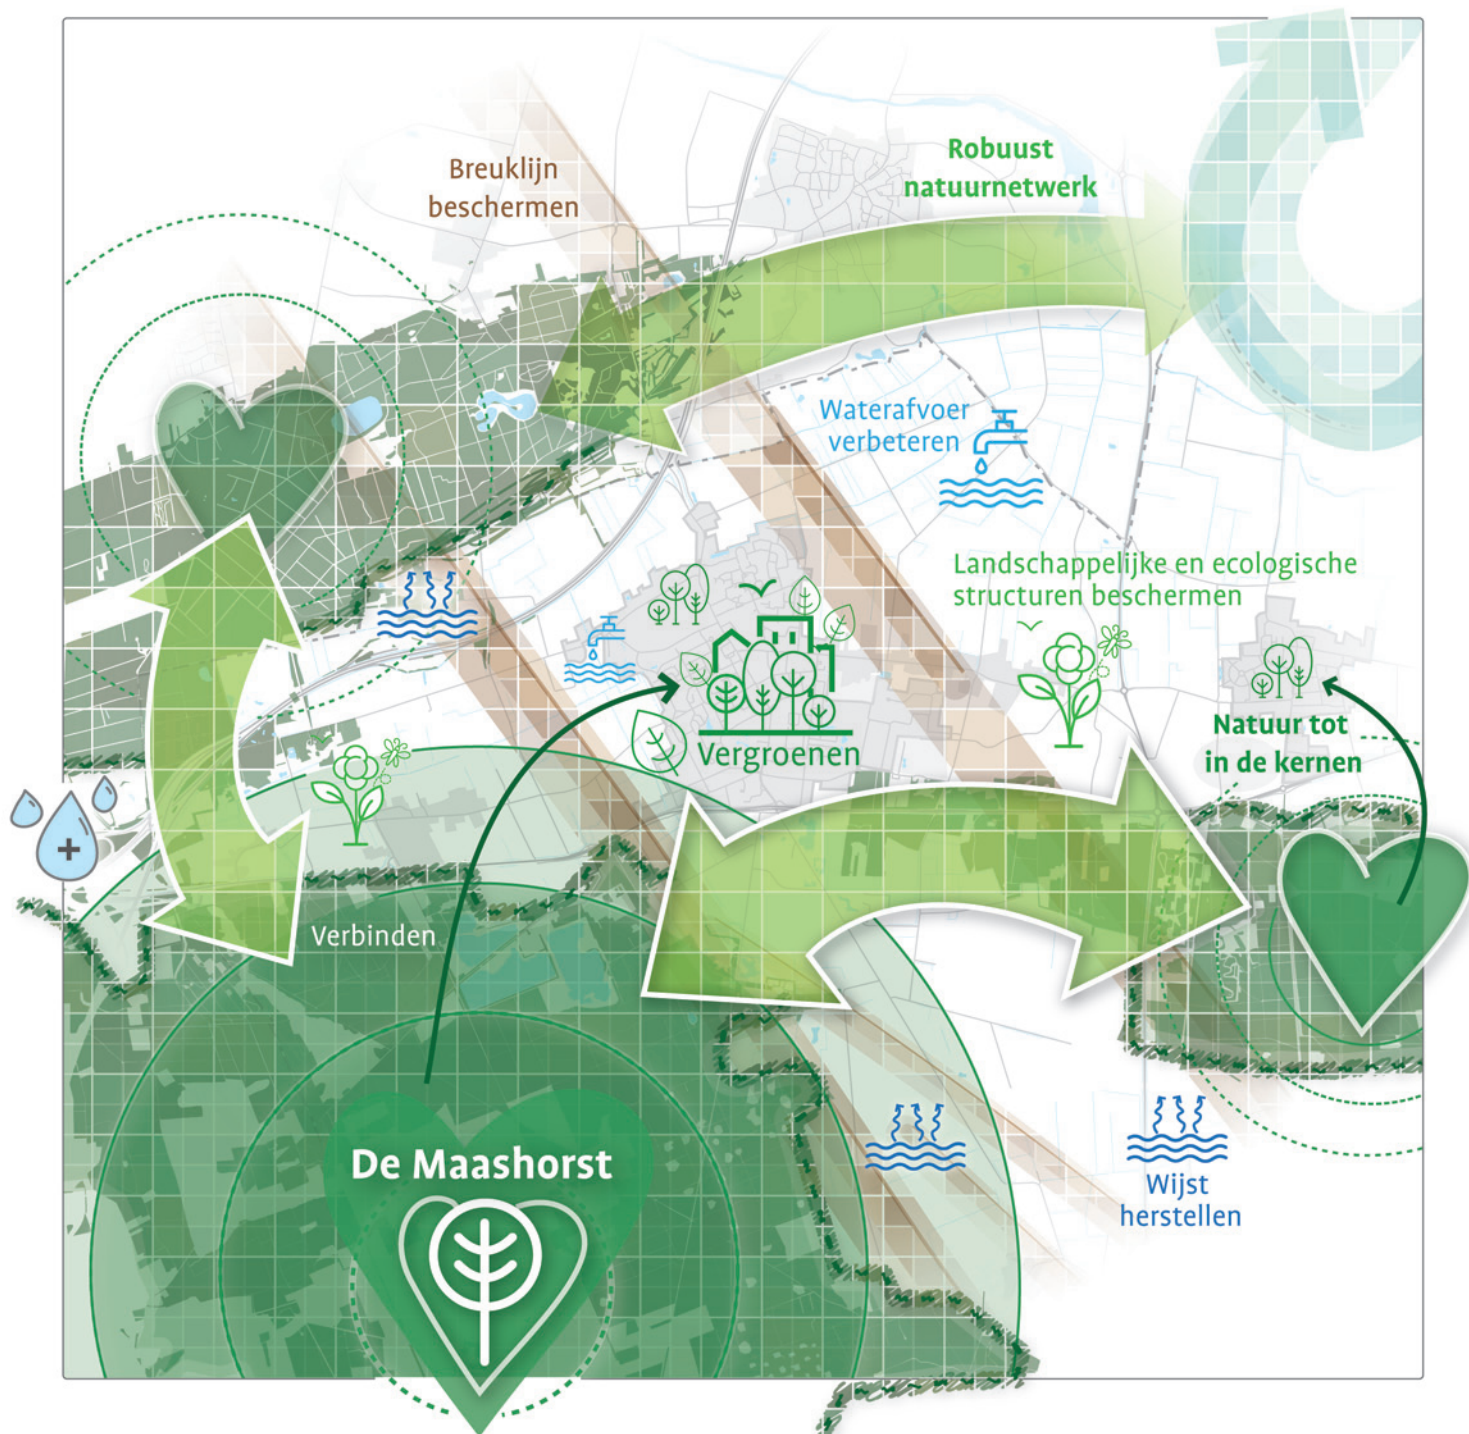 Robuust
natuurnetwerk
Breuklijn
beschermen
Waterafvoer
verbeteren
Landschappelijke en ecologische
structuren beschermen
Natuur tot
in de kernen
Vergroenen
Verbinden
De Maashorst
Wijst
herstellen